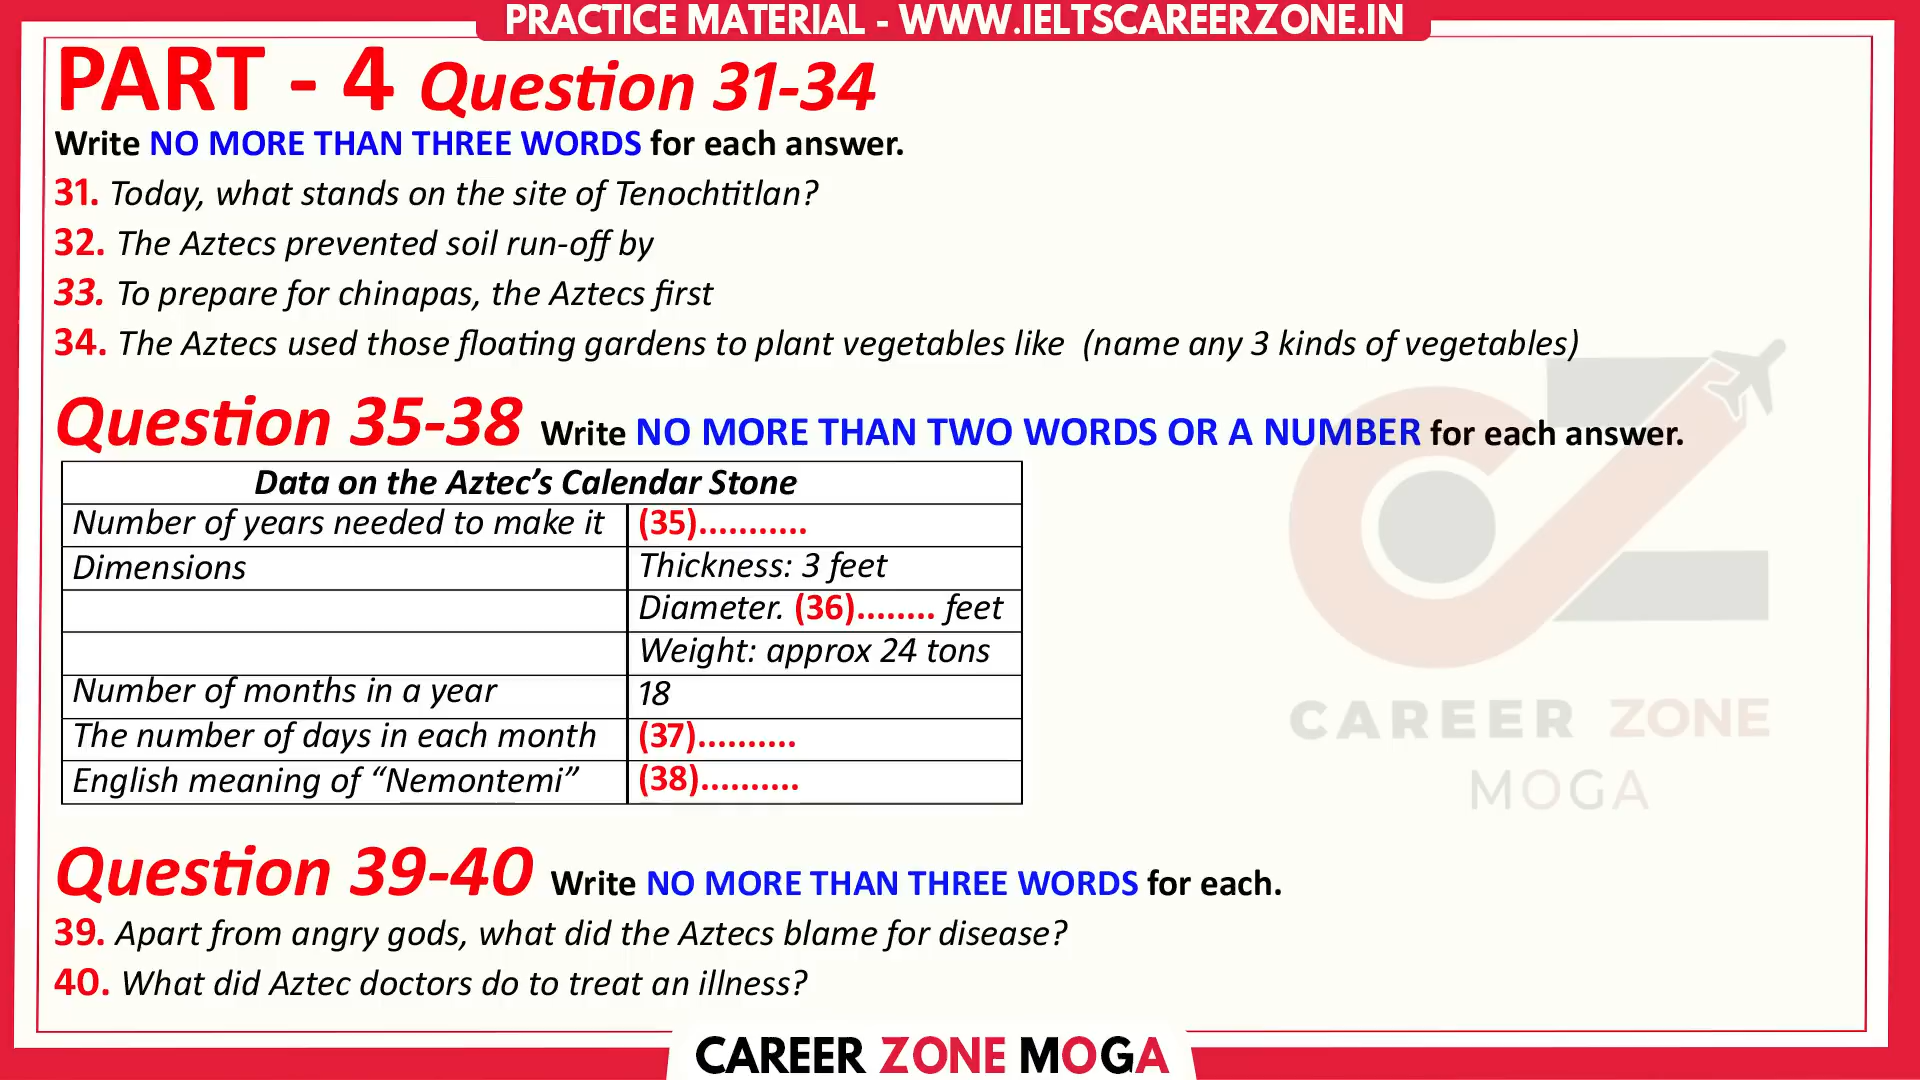 PRACTICE MATERIAL - WWW.IELTSCAREERZONE.IN
PART - 4 Question 31-34
Write NO MORE THAN THREE WORDS for each answer.
31. Today, what stands on the site of Tenochtitlan?
32. The Aztecs prevented soil run-off by
33. To prepare for chinapas, the Aztecs first
34. The Aztecs used those floating gardens to plant vegetables like (name any 3 kinds of vegetables)
Question 35-38 Write NO MORE THAN TWO WORDS OR A NUMBER for each answer.
Data on the Aztec's Calendar Stone
Number of years needed to make it (35)...........
Dimensions Thickness: 3 feet
Diameter. (36)........ feet
Weight: approx 24 tons
Number of months in a year 18
The number of days in each month (37)..........
English meaning of “Nemontemi” (38)..........
CAREER ZONE
MOGA
Question 39-40 Write NO MORE THAN THREE WORDS for each.
39. Apart from angry gods, what did the Aztecs blame for disease?
40. What did Aztec doctors do to treat an illness?
CAREER ZONE MOGA